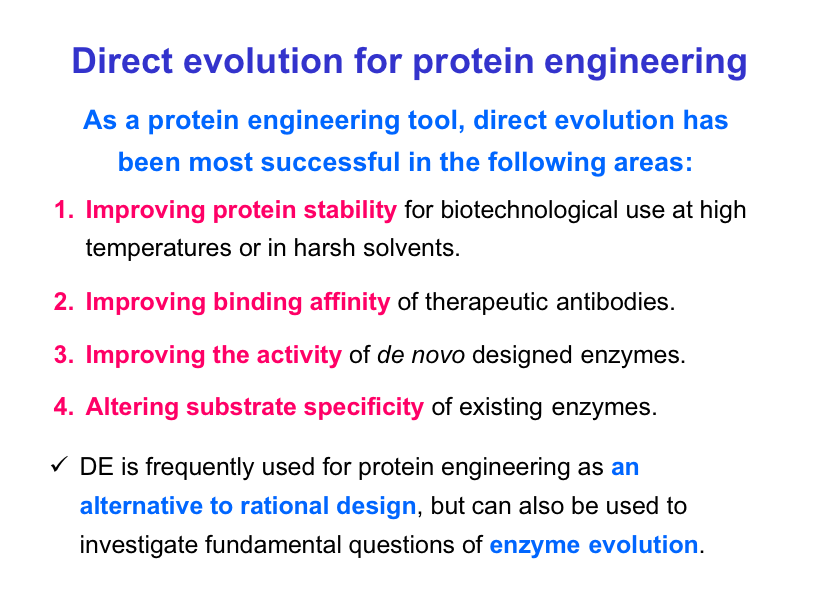 Direct evolution for protein engineering
As a protein engineering tool, direct evolution has
been most successful in the following areas:
1. Improving protein stability for biotechnological use at high
temperatures or in harsh solvents.
2. Improving binding affinity of therapeutic antibodies.
3. Improving the activity of de novo designed enzymes.
4. Altering substrate specificity of existing enzymes.
✓ DE is frequently used for protein engineering as an
alternative to rational design, but can also be used to
investigate fundamental questions of enzyme evolution.